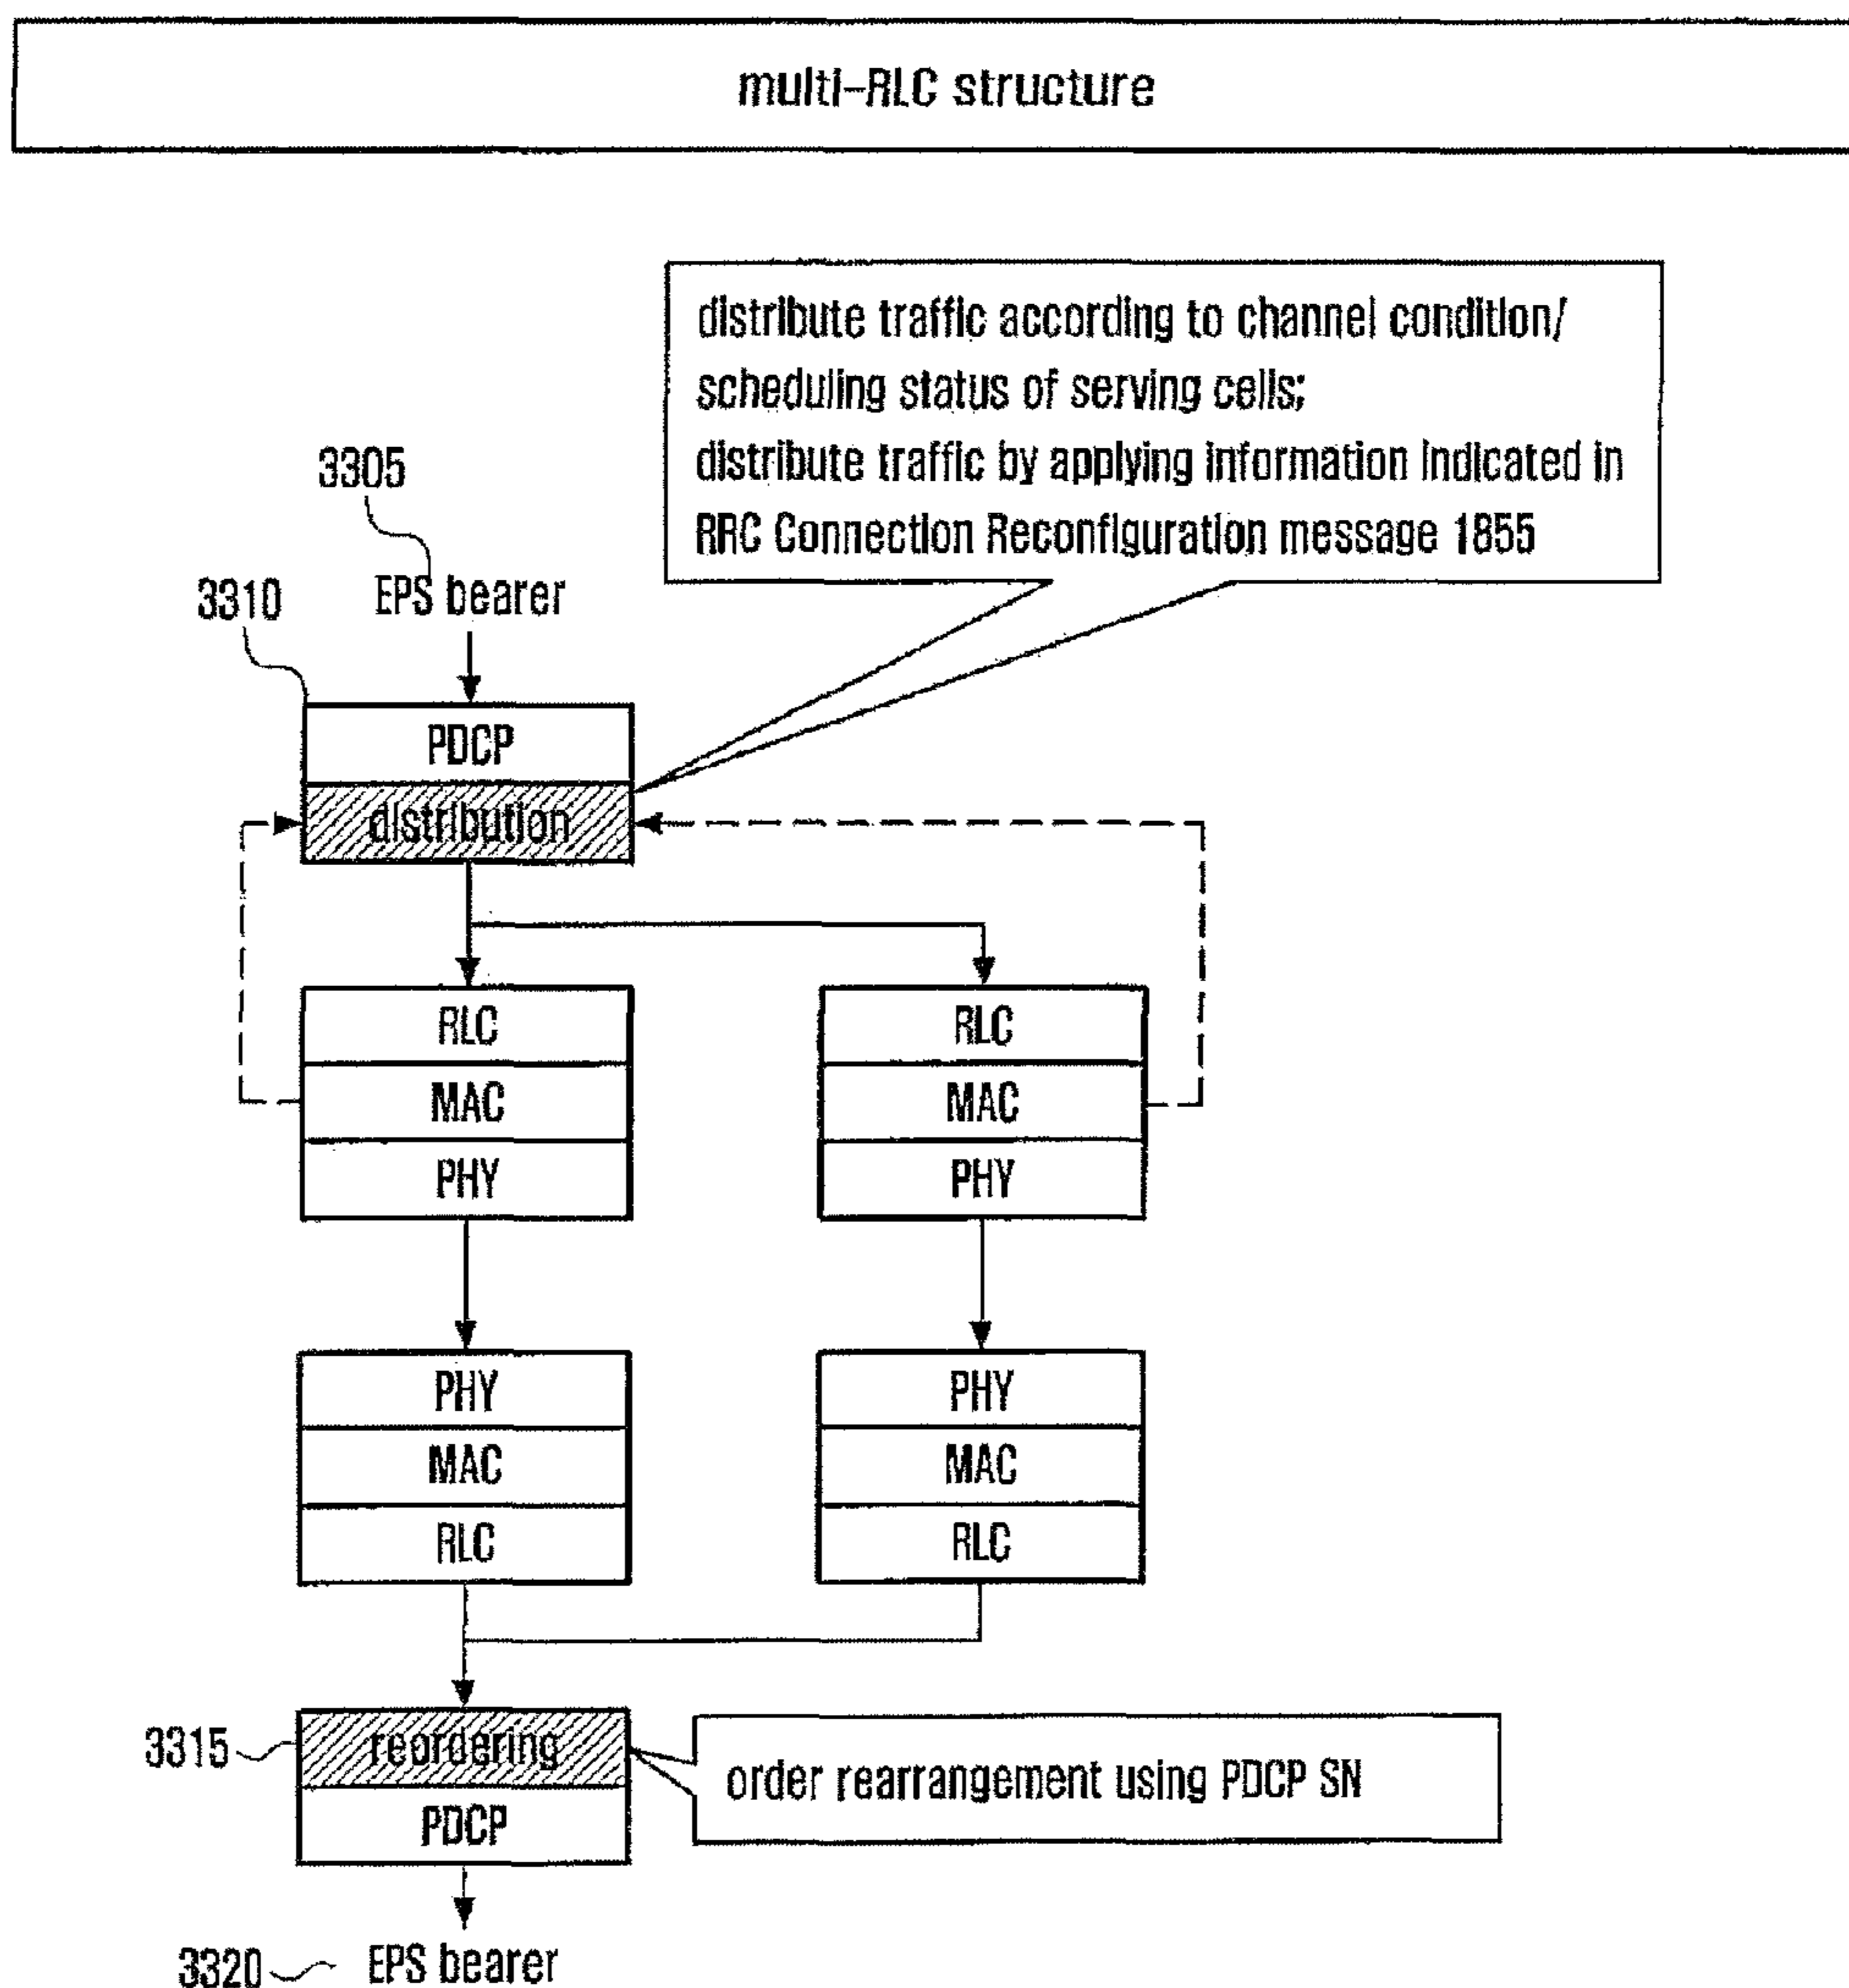 multi-RLC structure
distribute traffic according to channel condition/
scheduling status of serving cells;
distribute traffic by applying information indicated in
RRC Connection Reconfiguration message 1855
3305
3310
EPS bearer
PDCP
distribution
RLC
RLC
MAC
MAC
PHY
PHY
PHY
PHY
MAC
MAC
RLC
RLC
3315
reordering
order rearrangement using PDCP SN
PDCP
3320
EPS bearer